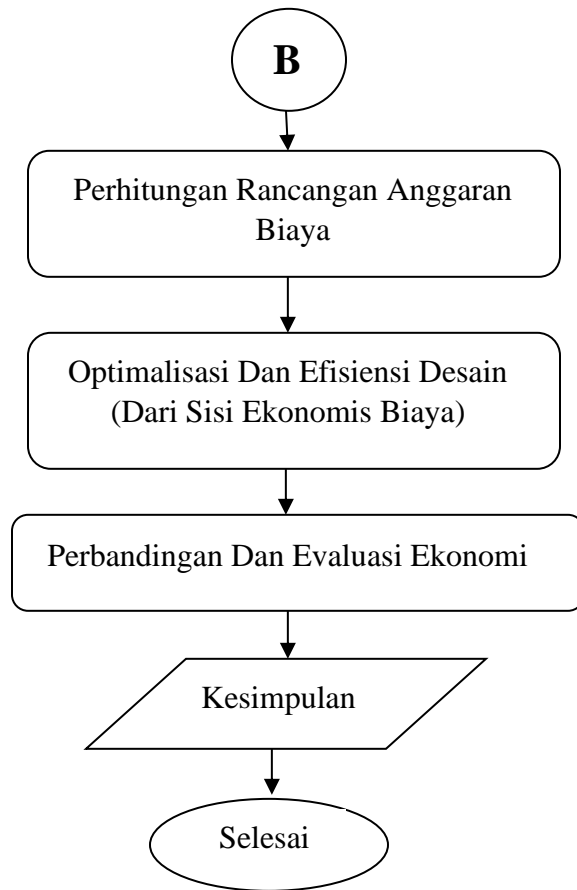 B
Perhitungan Rancangan Anggaran
Biaya
Optimalisasi Dan Efisiensi Desain
(Dari Sisi Ekonomis Biaya)
Perbandingan Dan Evaluasi Ekonomi
Kesimpulan
Selesai